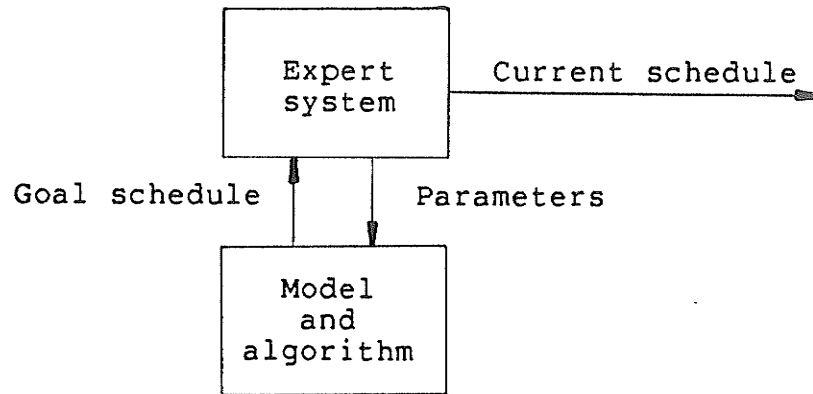 Expert
system
Current schedule
Goal schedule
Parameters
Model
and
algorithm